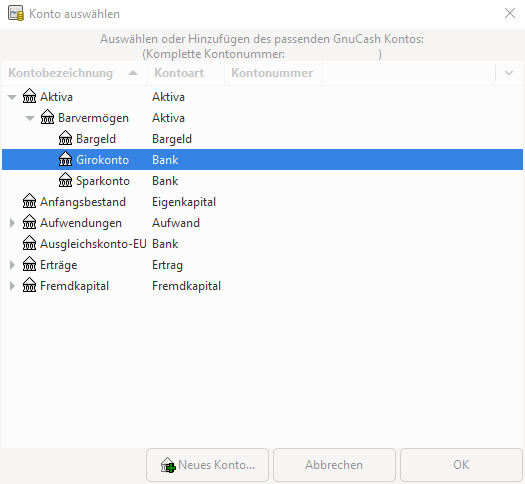 Konto auswählen
Auswählen oder Hinzufügen des passenden GnuCash Kontos:
(Komplette Kontonummer: )
Kontobezeichnung Kontoart Kontonummer
Aktiva Aktiva
Barvermögen Aktiva
Bargeld Bargeld
Girokonto Bank
Sparkonto Bank
Anfangsbestand Eigenkapital
Aufwendungen Aufwand
Ausgleichskonto-EU Bank
Erträge Ertrag
Fremdkapital Fremdkapital
Neues Konto... Abbrechen OK